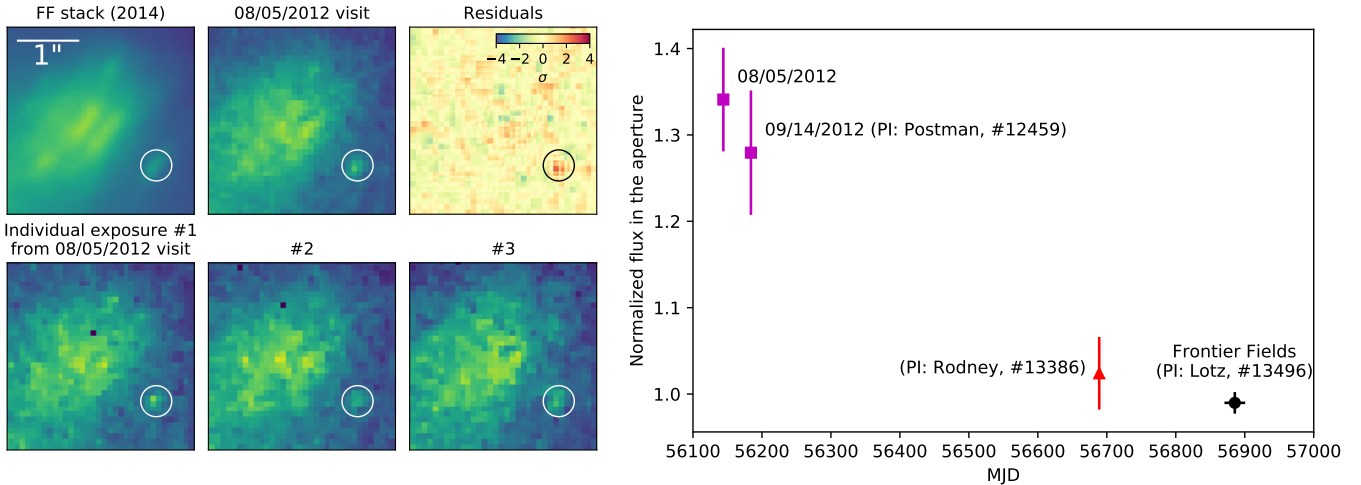 FF stack (2014)
08/05/2012 visit
Residuals
1"
−4 −2 0 2 4
σ
Individual exposure #1
from 08/05/2012 visit
#2
#3
Normalized flux in the aperture
1.4
1.3
1.2
1.1
1.0
08/05/2012
09/14/2012 (PI: Postman, #12459)
(PI: Rodney, #13386)
Frontier Fields
(PI: Lotz, #13496)
56100 56200 56300 56400 56500 56600 56700 56800 56900 57000
MJD